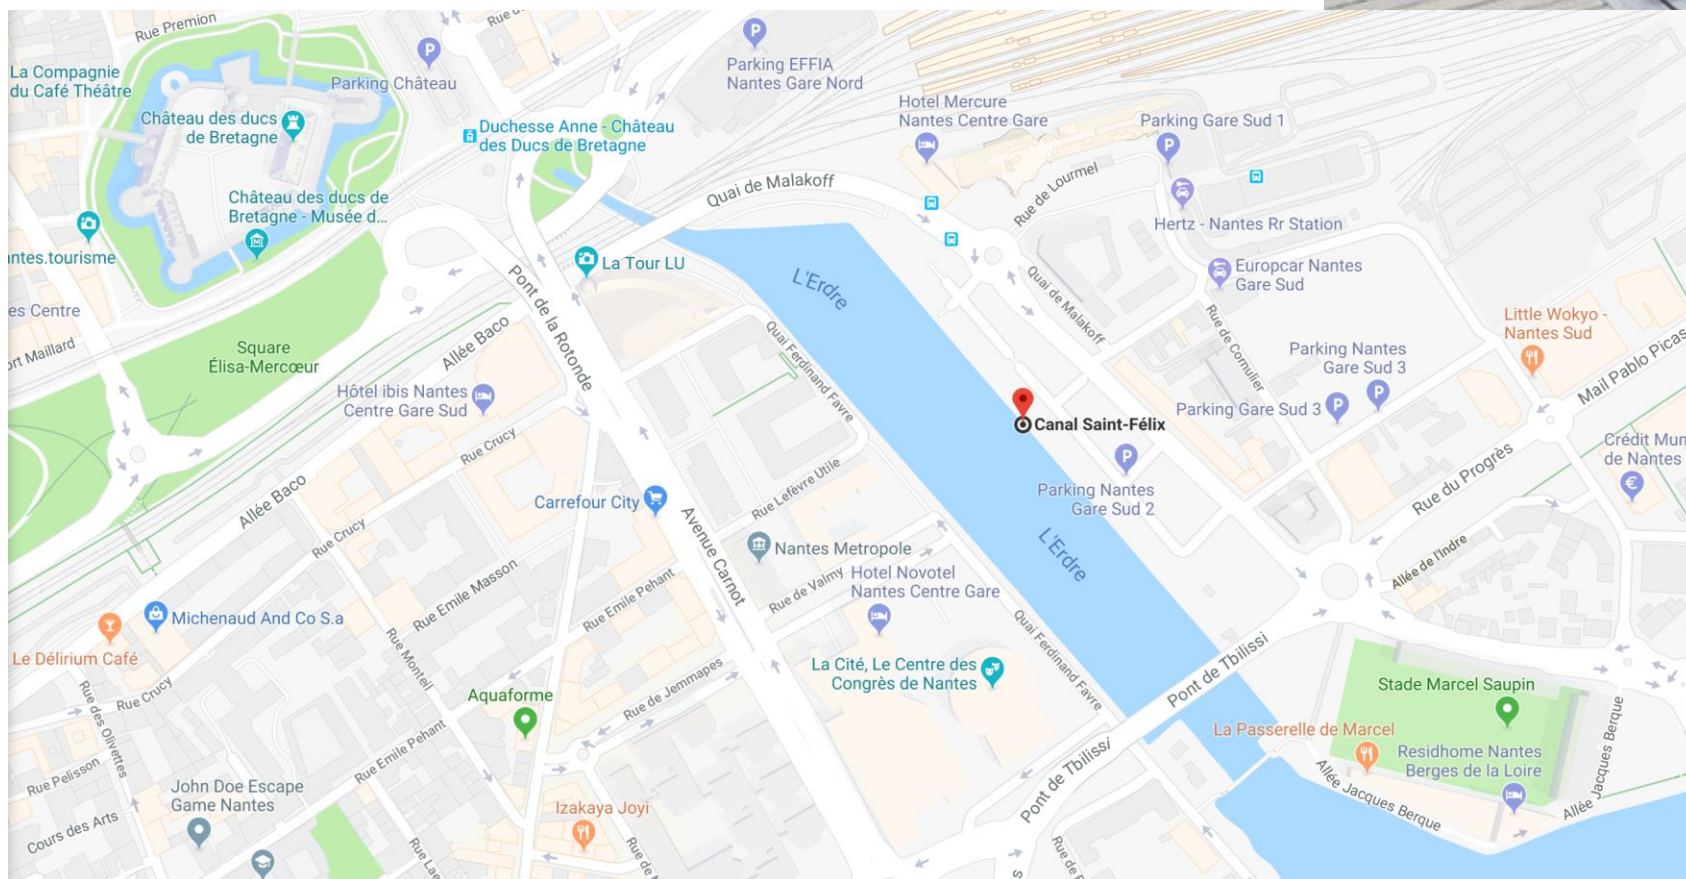 Rue Premion
La Compagnie
du Café Théâtre
Parking Château
Parking EFFIA
Nantes Gare Nord
Château des ducs
de Bretagne
Duchesse Anne - Château
des Ducs de Bretagne
Hotel Mercure
Nantes Centre Gare
Parking Gare Sud 1
Château des ducs de
Bretagne - Musée d...
Quai de Malakoff
Rue de Lourmel
Hertz - Nantes Rr Station
antes.tourisme
La Tour LU
L'Erdre
Europcar Nantes
Gare Sud
es Centre
Pont de la Rotonde
Quai de Malakoff
Rue de Cornulier
Little Wokyo -
Nantes Sud
ort Maillard
Square
Élisa-Mercœur
Allée Baco
Quai Ferdinand Favre
Parking Nantes
Gare Sud 3
Mail Pablo Picas
Hôtel ibis Nantes
Centre Gare Sud
Canal Saint-Félix
Parking Gare Sud 3
Rue Crucy
Crédit Mun
de Nantes
Allée Baco
Carrefour City
Rue Lefèvre Utile
Parking Nantes
Gare Sud 2
Rue du Progrès
Rue Crucy
Avenue Carnot
Nantes Metropole
L'Erdre
Allée de l'Indre
Rue Emile Masson
Rue Emile Pehant
Rue de Valmy
Hotel Novotel
Nantes Centre Gare
Michenaud And Co S.a
Le Délirium Café
Rue Monteil
Quai Ferdinand Favre
Pont de Tbilissi
La Cité, Le Centre des
Congrès de Nantes
Rue Crucy
Rue des Olivettes
Aquaforme
Rue de Jemmapes
Stade Marcel Saupin
Rue Emile Pehant
La Passerelle de Marcel
Residhome Nantes
Berges de la Loire
Allée Jacques Berque
Rue Pelisson
Pont de Tbilissi
John Doe Escape
Game Nantes
Allée Jacques Berque
Izakaya Joyi
Cours des Arts